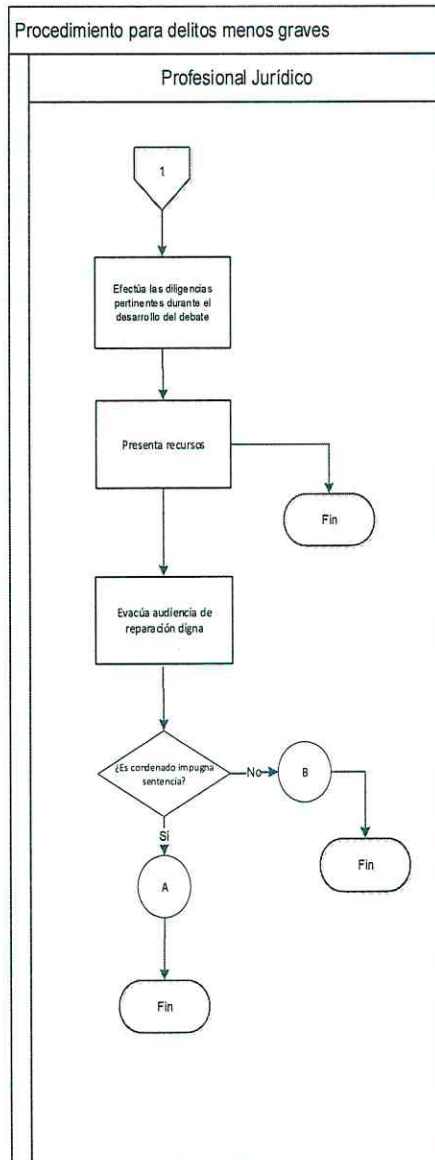 Procedimiento para delitos menos graves
Profesional Jurídico
1
Efectúa las diligencias
pertinentes durante el
desarrollo del debate
Presenta recursos
Fin
Evacúa audiencia de
reparación digna
¿Es condenado impugna
sentencia?
No
B
Sí
Fin
A
Fin